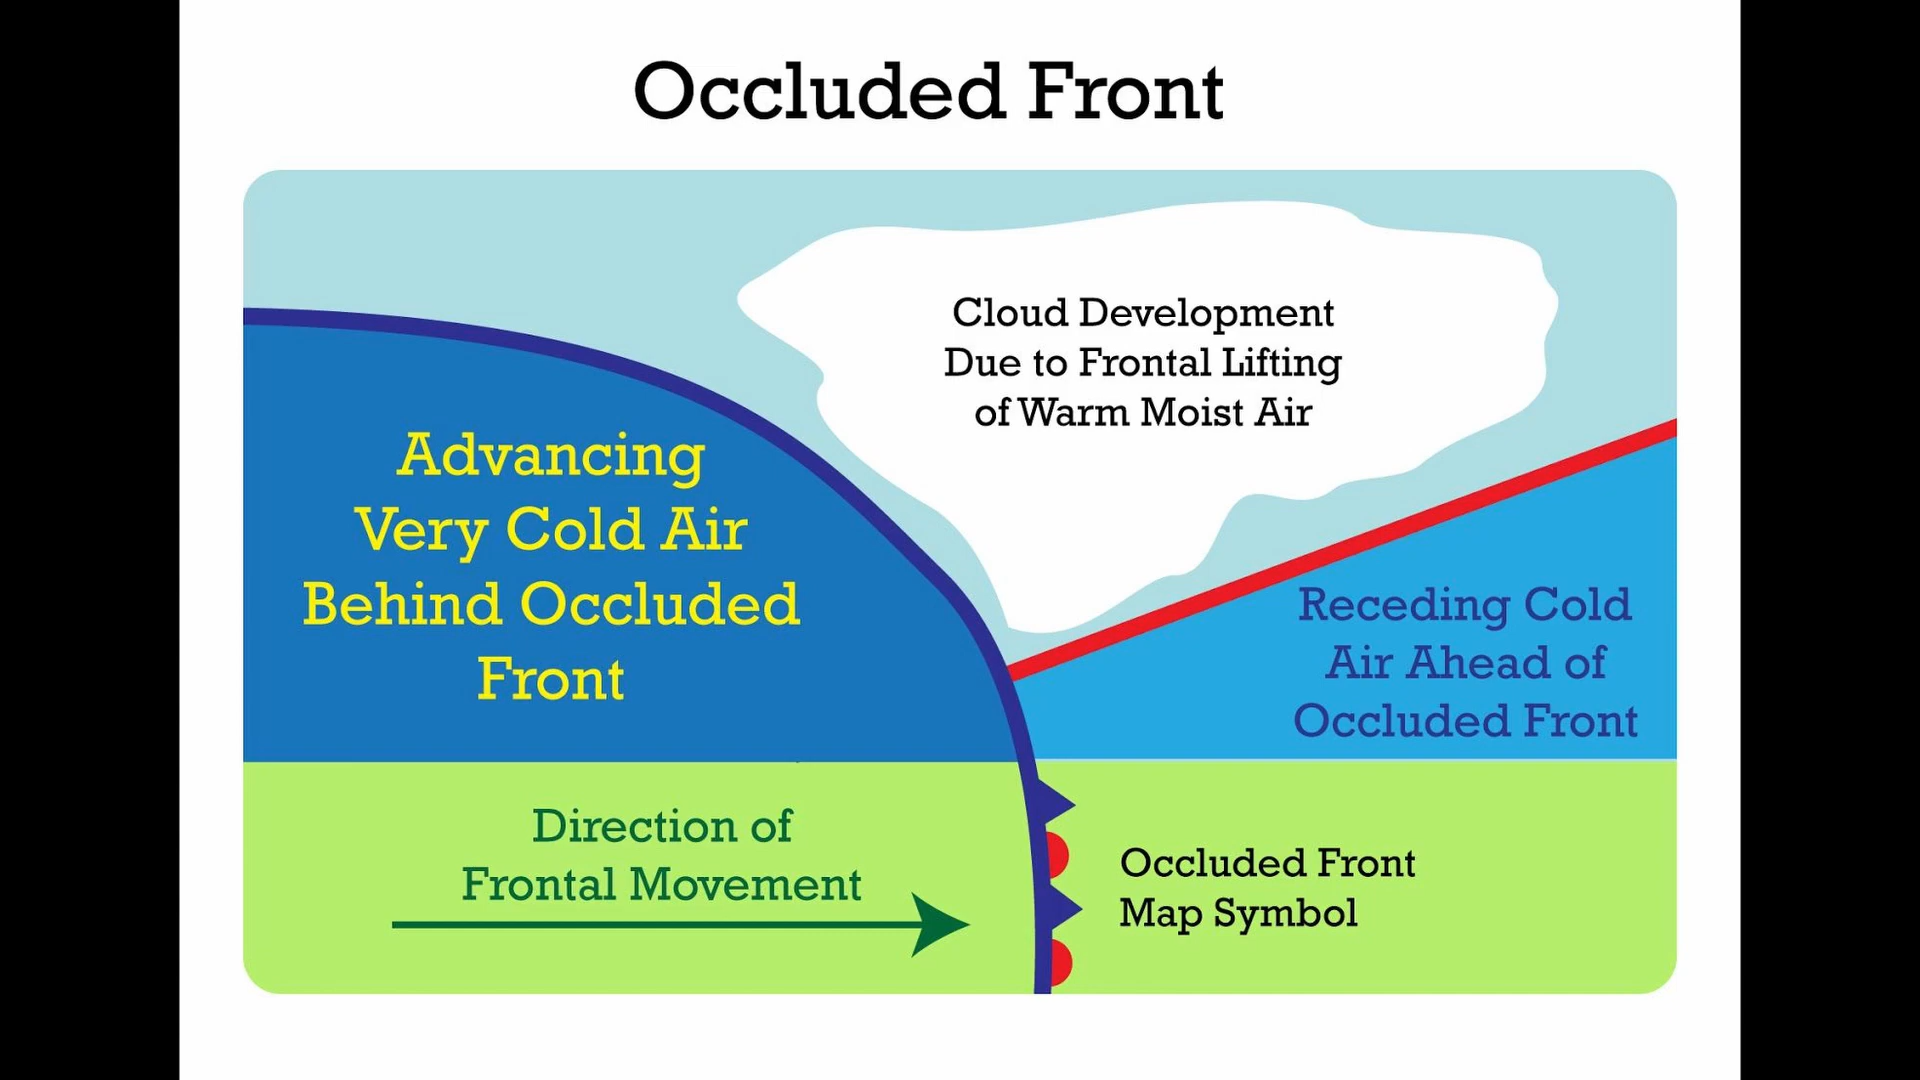 Occluded Front
Cloud Development
Due to Frontal Lifting
of Warm Moist Air
Advancing
Very Cold Air
Behind Occluded
Front
Receding Cold
Air Ahead of
Occluded Front
Direction of
Frontal Movement
Occluded Front
Map Symbol